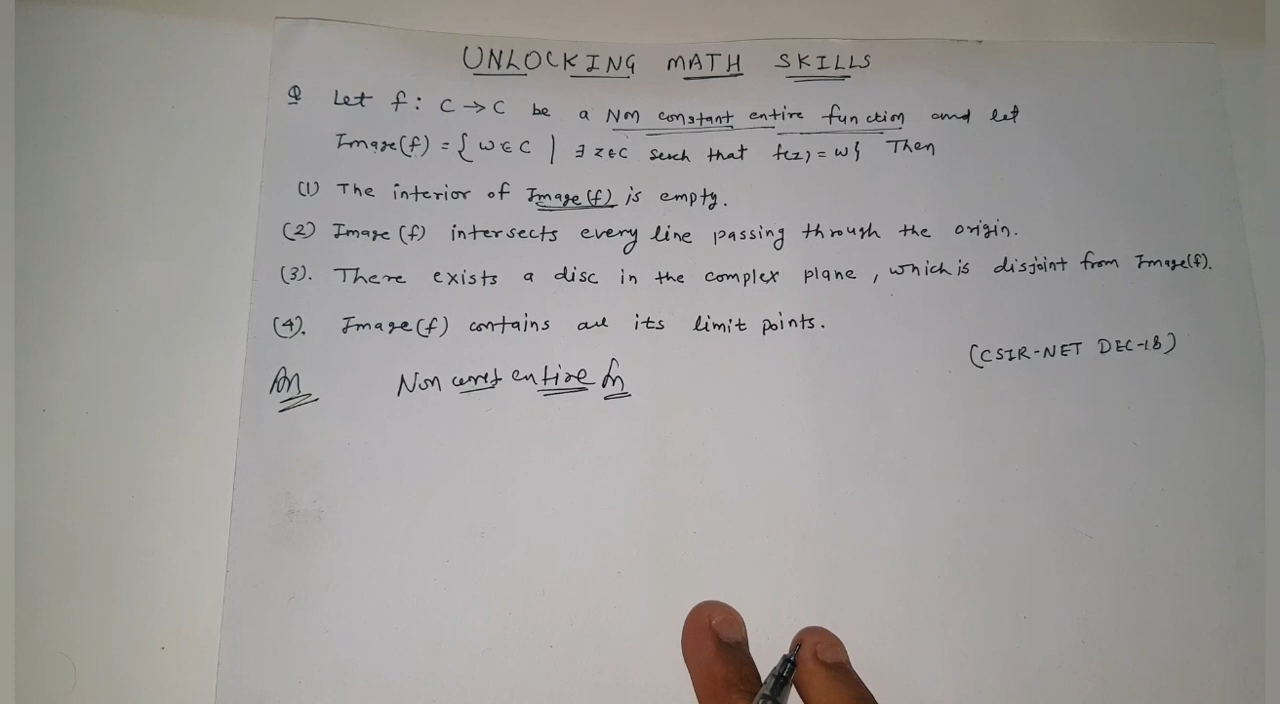 UNLOCKING MATH SKILLS
Q Let f: C → C be a Non constant entire function and let
Image(f) = { w ∈ C | ∃ z ∈ C such that f(z) = w} Then
(1) The interior of Image(f) is empty.
(2) Image(f) intersects every line passing through the origin.
(3). There exists a disc in the complex plane, which is disjoint from Image(f).
(4). Image(f) contains all its limit points.
(CSIR-NET DEC-18)
An Non const entire fn